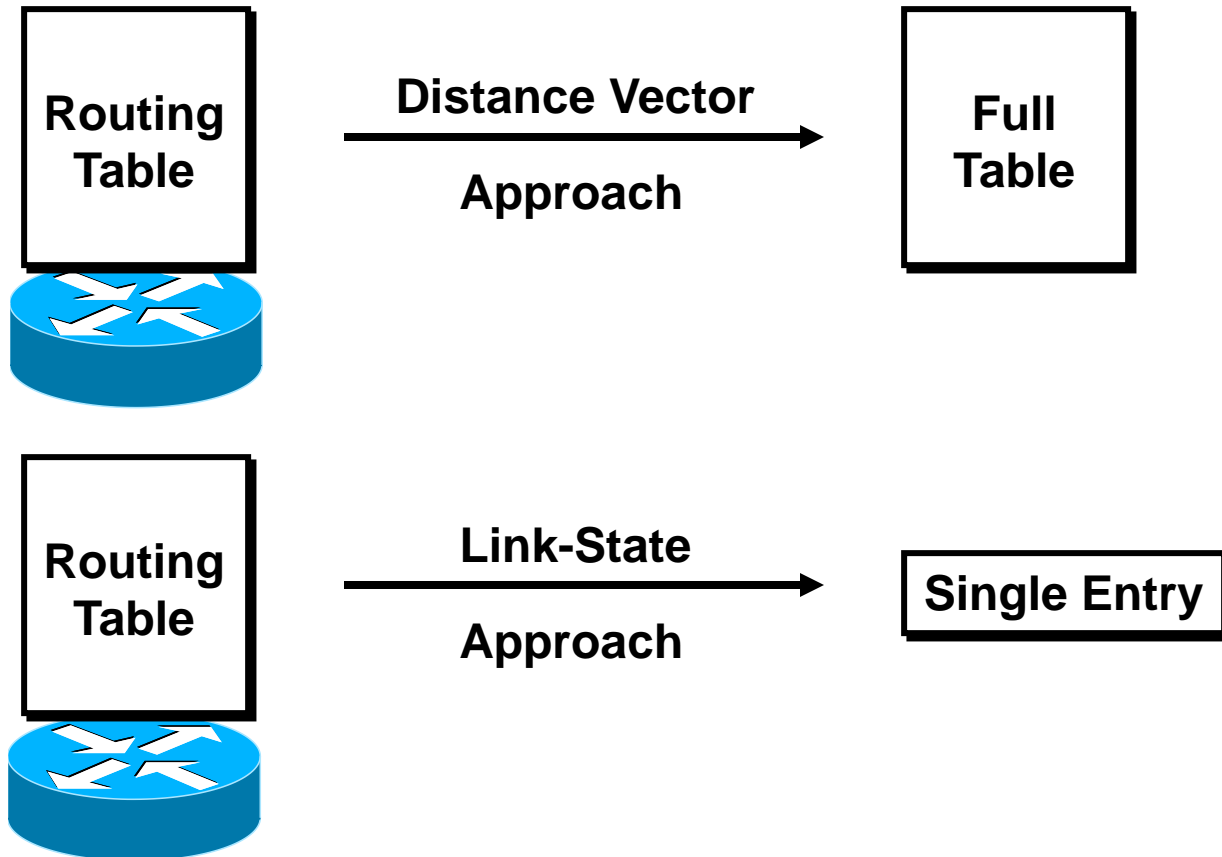 Routing
Table
Distance Vector
Approach
Full
Table
Routing
Table
Link-State
Approach
Single Entry